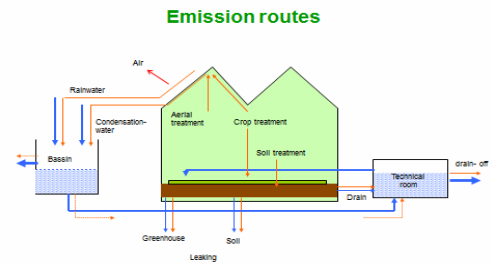 Emission routes
Air
Rainwater
Condensation-
water
Aerial
treatment
Crop treatment
Soil treatment
Bassin
Technical
room
drain- off
Drain
Greenhouse
Soil
Leaking